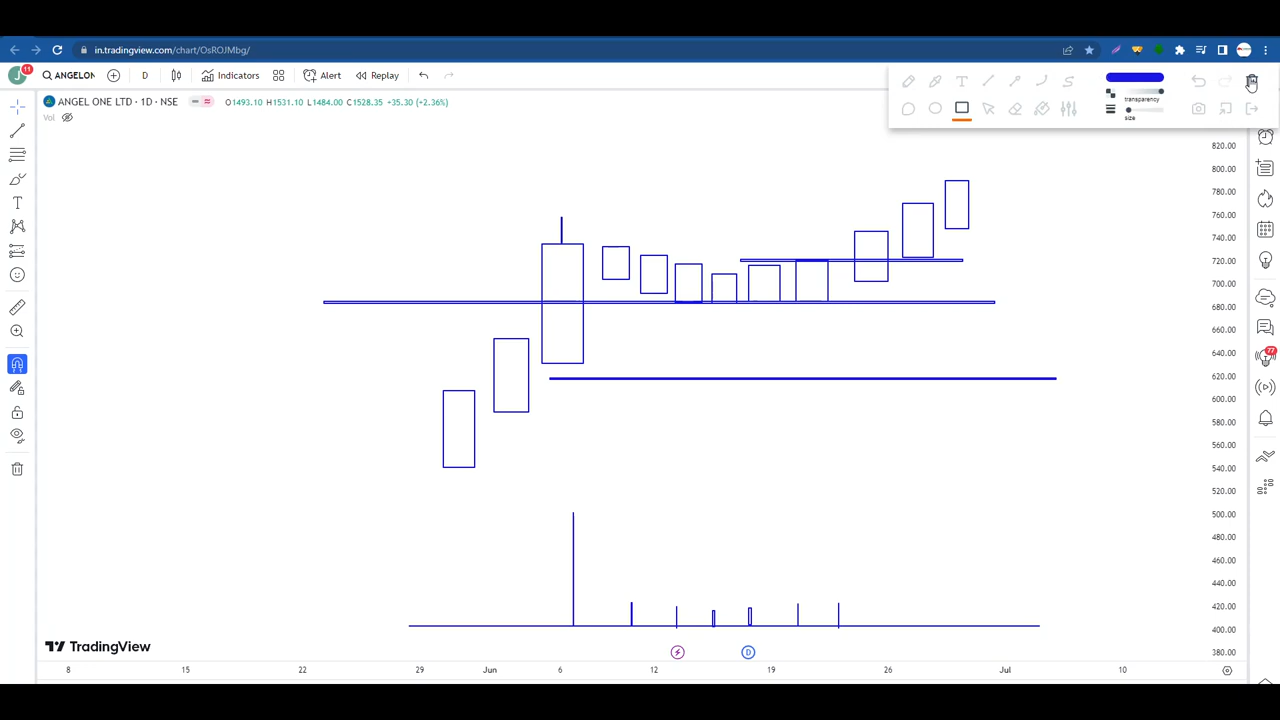 in.tradingview.com/chart/OsROJMbg/
J
11
ANGELON
D
Indicators
Alert
Replay
transparency
size
ANGEL ONE LTD · 1D · NSE
O1493.10 H1531.10 L1484.00 C1528.35 +35.30 (+2.36%)
Vol
820.00
800.00
780.00
760.00
740.00
720.00
700.00
680.00
660.00
640.00
620.00
600.00
580.00
560.00
540.00
520.00
500.00
480.00
460.00
440.00
420.00
400.00
380.00
77
D
TradingView
8 15 22 29 Jun 6 12 19 26 Jul 10